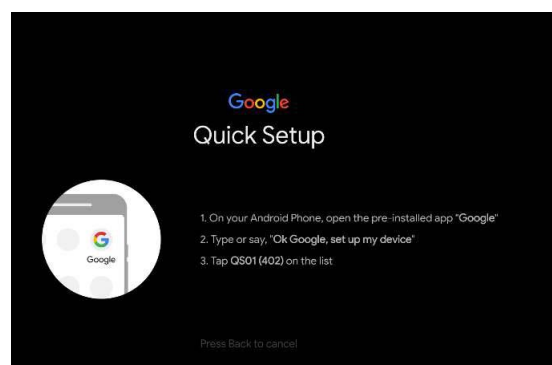 Google
Quick Setup
1. On your Android Phone, open the pre-installed app "Google"
2. Type or say, "Ok Google, set up my device"
3. Tap QS01 (402) on the list
G
Google
Press Back to cancel